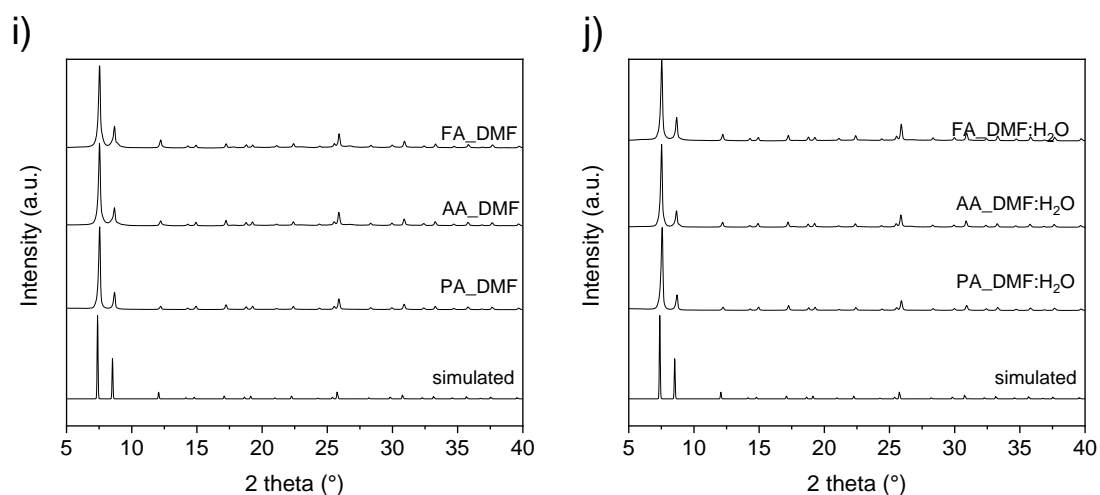 i)
Intensity (a.u.)
FA_DMF
AA_DMF
PA_DMF
simulated
5 10 15 20 25 30 35 40
2 theta (°)
j)
Intensity (a.u.)
FA_DMF:H₂O
AA_DMF:H₂O
PA_DMF:H₂O
simulated
5 10 15 20 25 30 35 40
2 theta (°)